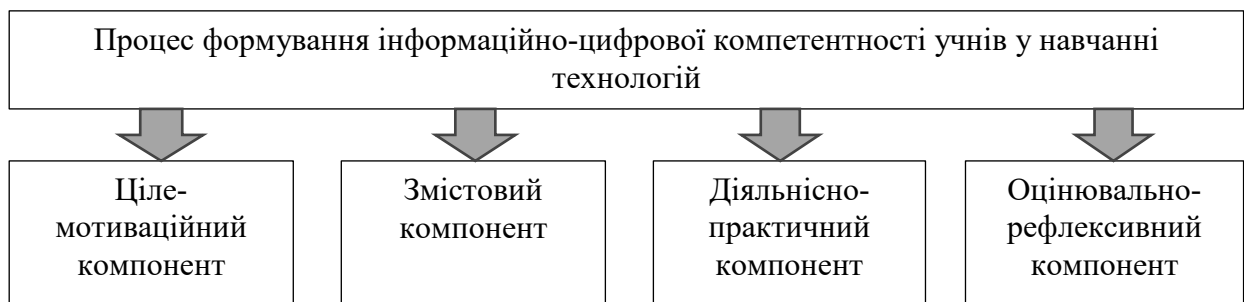 Процес формування інформаційно-цифрової компетентності учнів у навчанні
технологій
Ціле-
мотиваційний
компонент
Змістовий
компонент
Діяльнісно-
практичний
компонент
Оцінювально-
рефлексивний
компонент